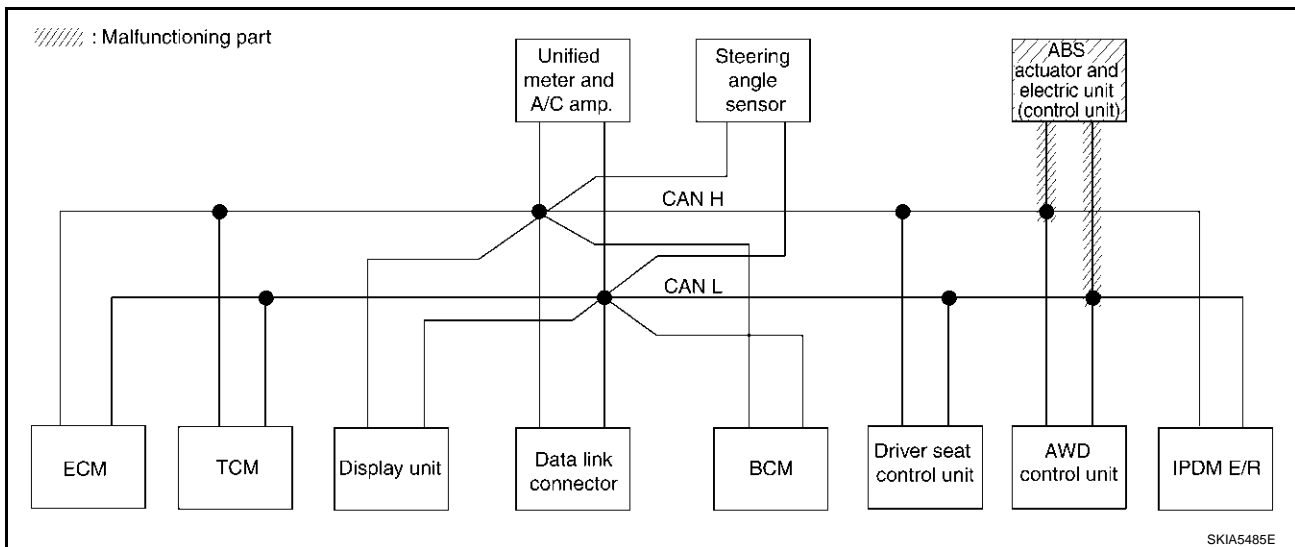 : Malfunctioning part
Unified
meter and
A/C amp.
Steering
angle
sensor
ABS
actuator and
electric unit
(control unit)
CAN H
CAN L
ECM
TCM
Display unit
Data link
connector
BCM
Driver seat
control unit
AWD
control unit
IPDM E/R
SKIA5485E